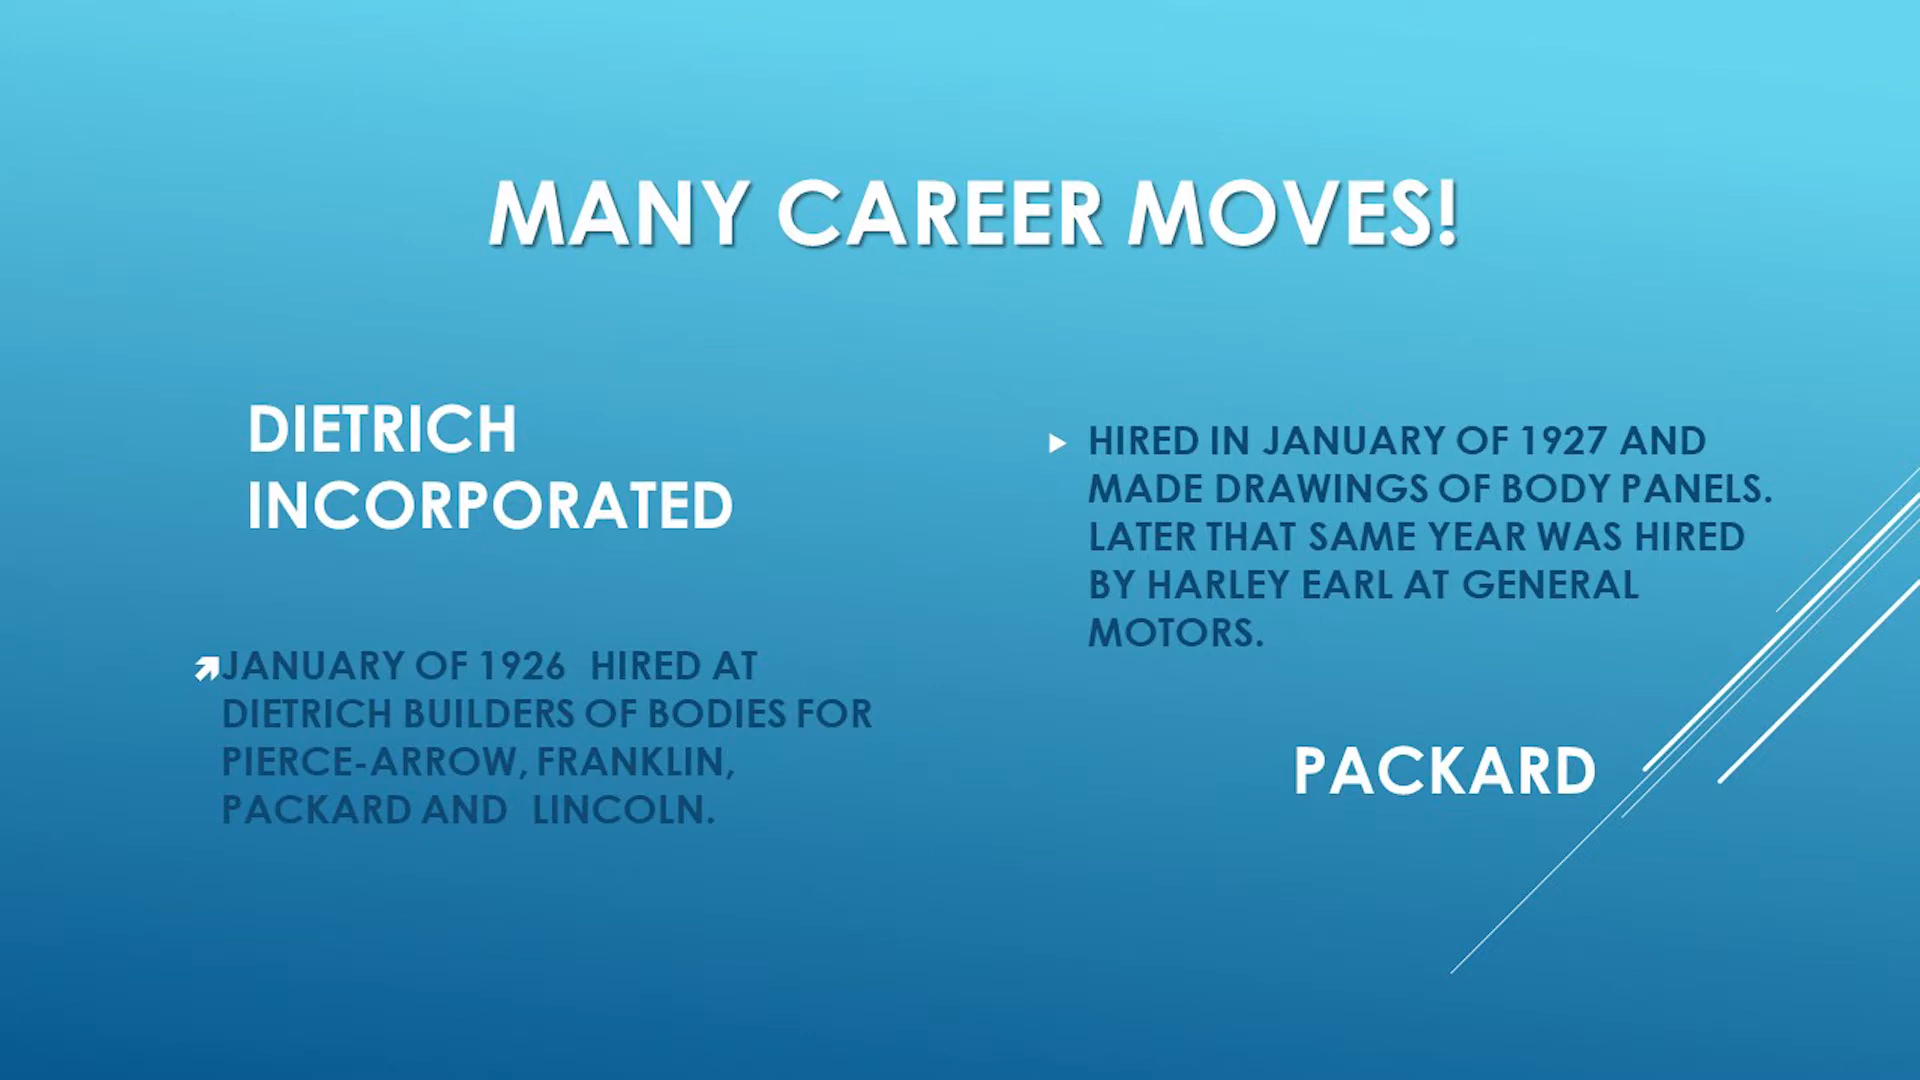 MANY CAREER MOVES!
DIETRICH
INCORPORATED
JANUARY OF 1926 HIRED AT
DIETRICH BUILDERS OF BODIES FOR
PIERCE-ARROW, FRANKLIN,
PACKARD AND LINCOLN.
HIRED IN JANUARY OF 1927 AND
MADE DRAWINGS OF BODY PANELS.
LATER THAT SAME YEAR WAS HIRED
BY HARLEY EARL AT GENERAL
MOTORS.
PACKARD